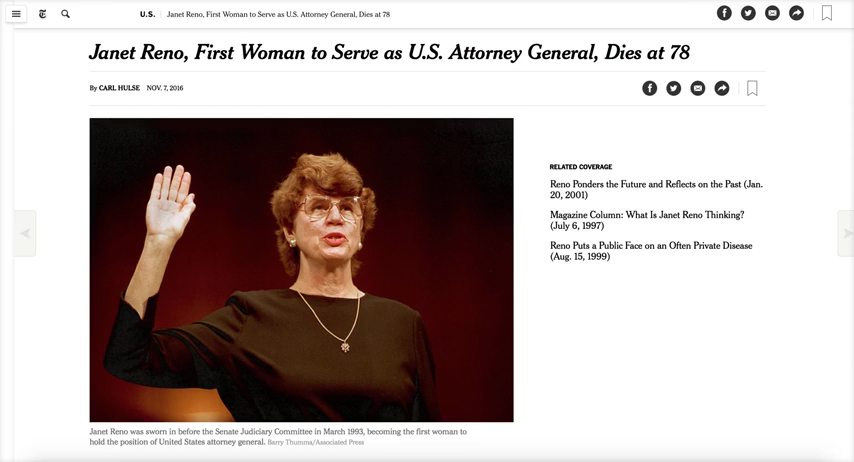 U.S. Janet Reno, First Woman to Serve as U.S. Attorney General, Dies at 78
Janet Reno, First Woman to Serve as U.S. Attorney General, Dies at 78
By CARL HULSE NOV. 7, 2016
RELATED COVERAGE
Reno Ponders the Future and Reflects on the Past (Jan.
20, 2001)
Magazine Column: What Is Janet Reno Thinking?
(July 6, 1997)
Reno Puts a Public Face on an Often Private Disease
(Aug. 15, 1999)
Janet Reno was sworn in before the Senate Judiciary Committee in March 1993, becoming the first woman to
hold the position of United States attorney general. Barry Thumma/Associated Press